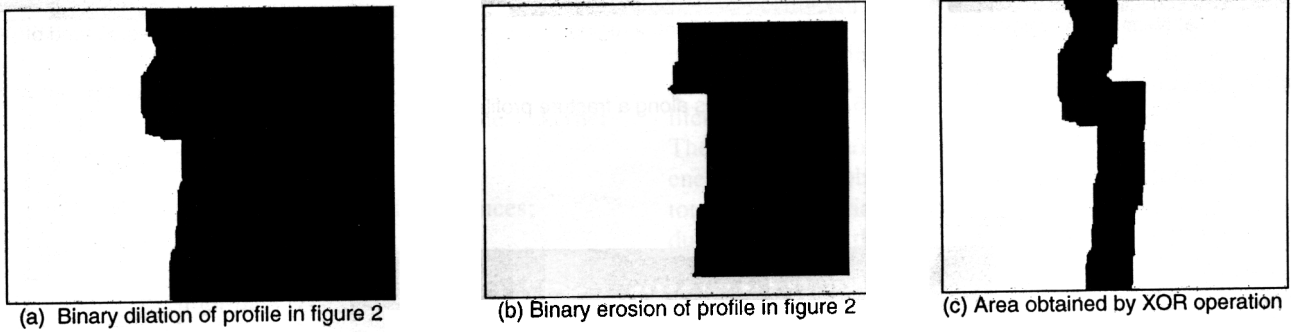 (a) Binary dilation of profile in figure 2
(b) Binary erosion of profile in figure 2
(c) Area obtained by XOR operation